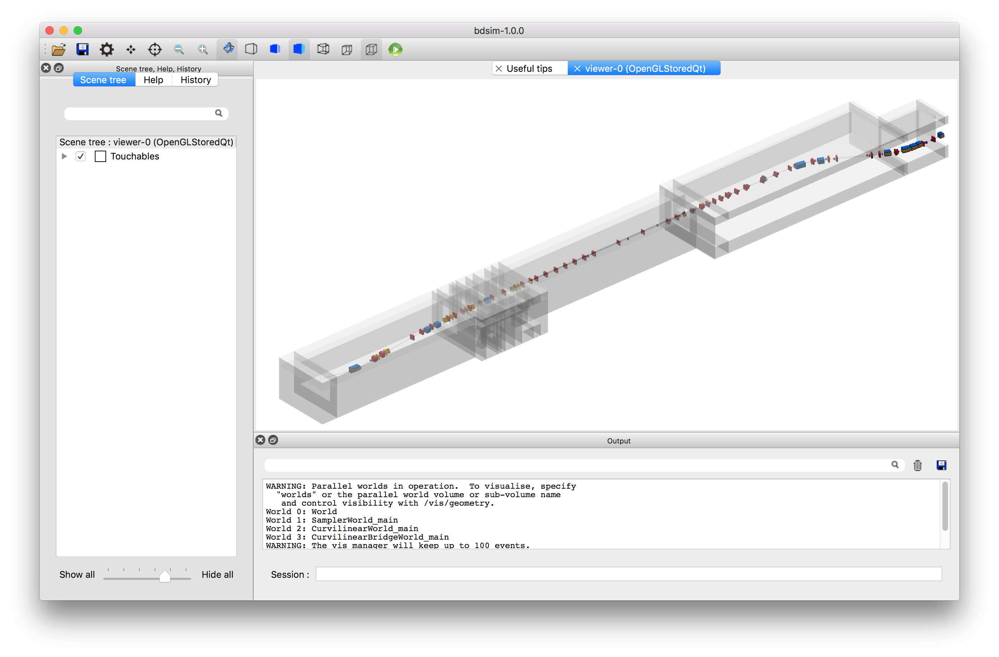 bdsim-1.0.0
Scene tree, Help, History
Scene tree
Help
History
Scene tree : viewer-0 (OpenGLStoredQt)
Touchables
Show all
Hide all
Useful tips
viewer-0 (OpenGLStoredQt)
Output
WARNING: Parallel worlds in operation.  To visualise, specify
"worlds" or the parallel world volume or sub-volume name
and control visibility with /vis/geometry.
World 0: World
World 1: SamplerWorld_main
World 2: CurvilinearWorld_main
World 3: CurvilinearBridgeWorld_main
WARNING: The vis manager will keep up to 100 events.
Session :